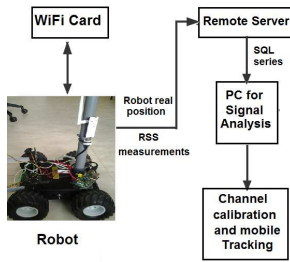 WiFi Card
Remote Server
SQL
series
Robot real
position
RSS
measurements
PC for
Signal
Analysis
Channel
calibration
and mobile
Tracking
Robot